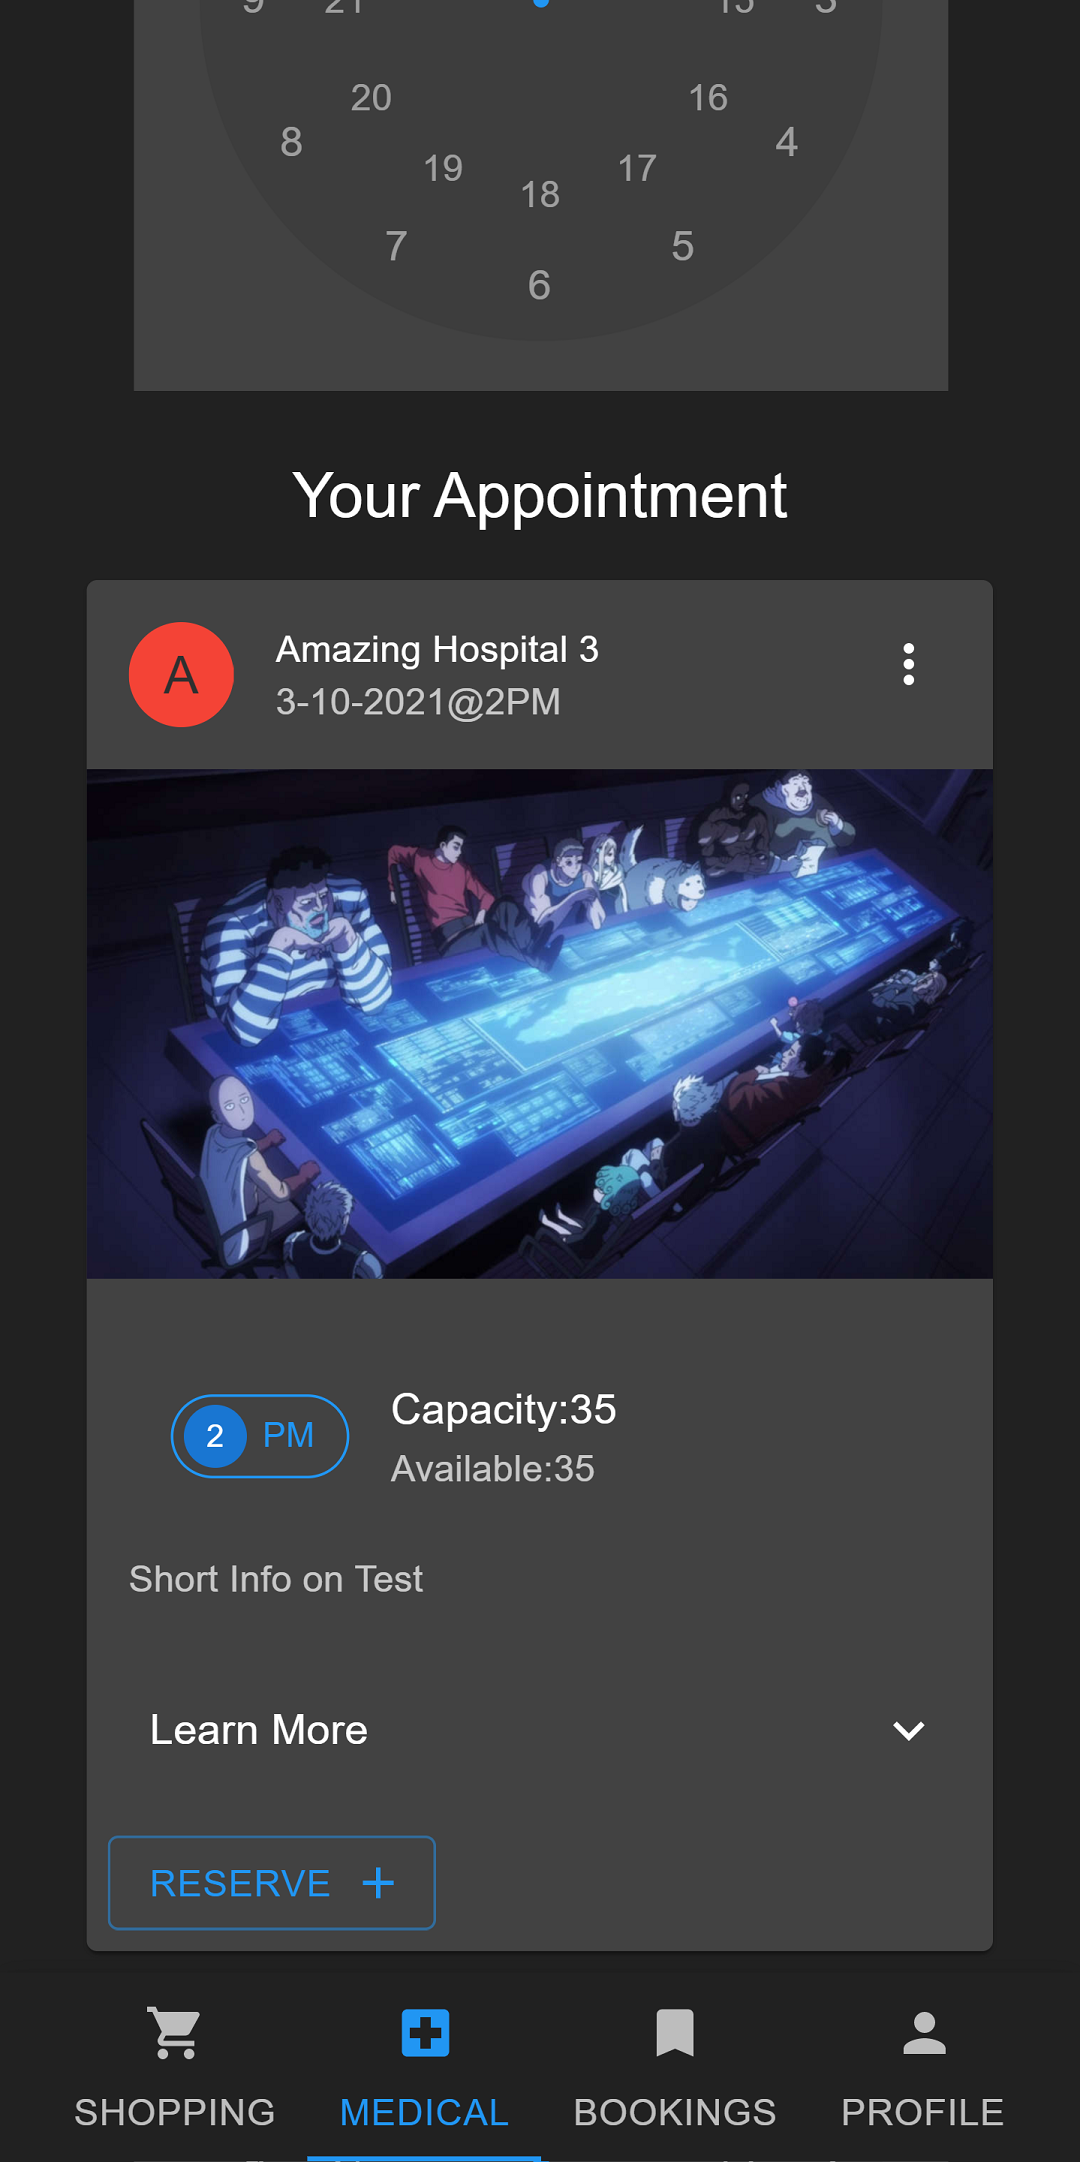 9 21 15 3
20 16
8 4
19 17
18
7 5
6
Your Appointment
A
Amazing Hospital 3
3-10-2021@2PM
2 PM
Capacity:35
Available:35
Short Info on Test
Learn More
RESERVE +
SHOPPING MEDICAL BOOKINGS PROFILE